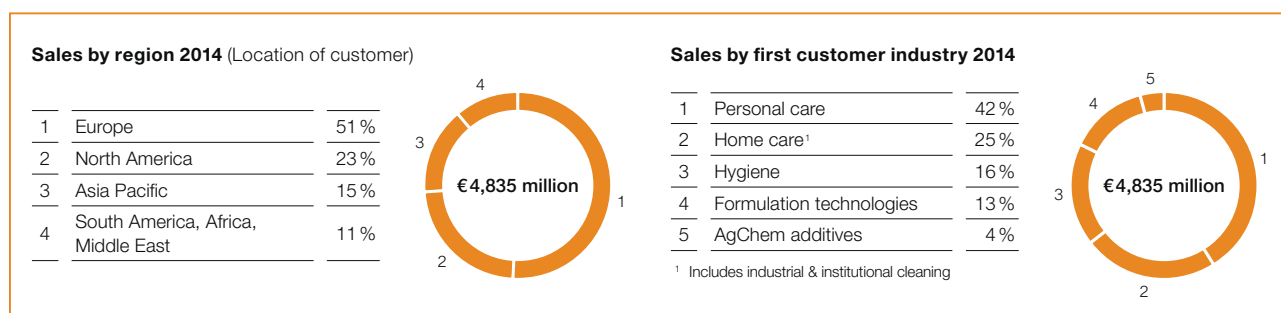 Sales by region 2014 (Location of customer)
1 Europe 51 %
2 North America 23 %
3 Asia Pacific 15 %
4 South America, Africa,
Middle East 11 %
4
3
€ 4,835 million
1
2
Sales by first customer industry 2014
1 Personal care 42 %
2 Home care¹ 25 %
3 Hygiene 16 %
4 Formulation technologies 13 %
5 AgChem additives 4 %
¹ Includes industrial & institutional cleaning
5
4
1
€ 4,835 million
3
2